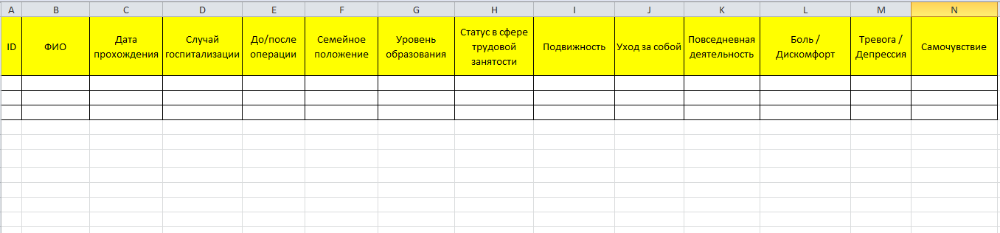 A B C D E F G H I J K L M N
ID ФИО Дата прохождения Случай госпитализации До/после операции Семейное положение Уровень образования Статус в сфере трудовой занятости Подвижность Уход за собой Повседневная деятельность Боль / Дискомфорт Тревога / Депрессия Самочувствие